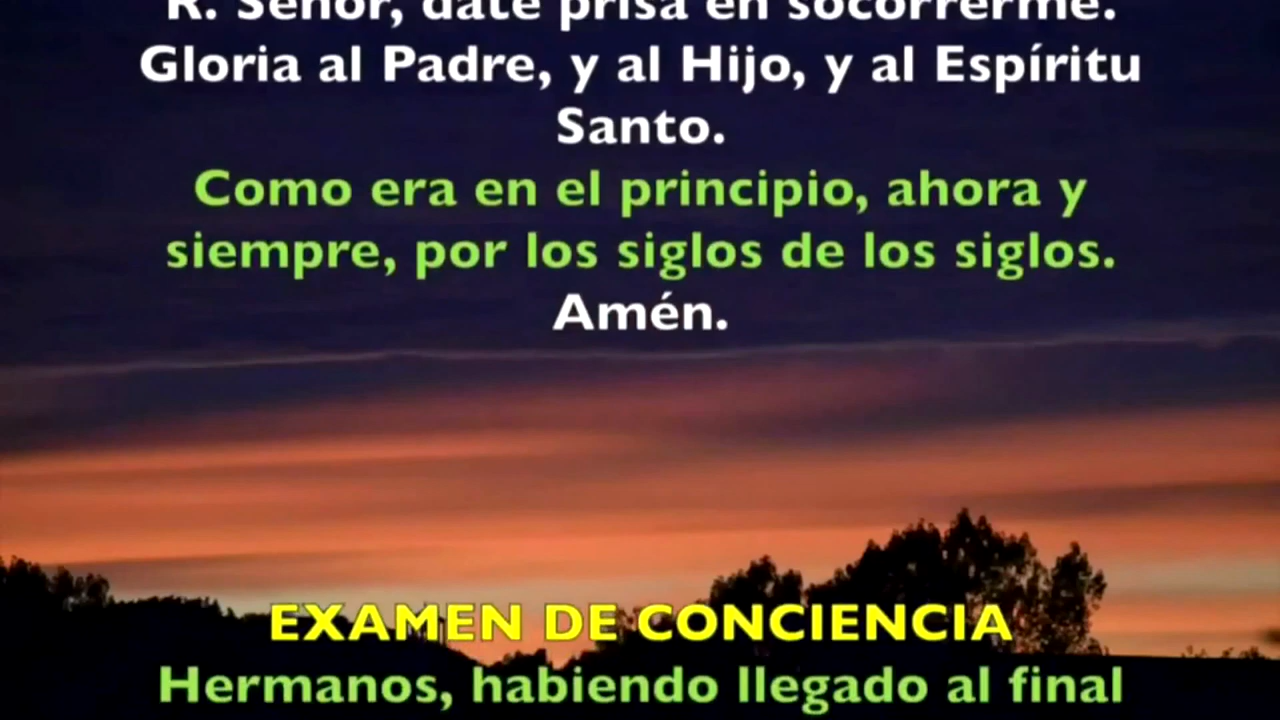 R. Señor, date prisa en socorrerme.
Gloria al Padre, y al Hijo, y al Espíritu
Santo.
Como era en el principio, ahora y
siempre, por los siglos de los siglos.
Amén.
EXAMEN DE CONCIENCIA
Hermanos, habiendo llegado al final